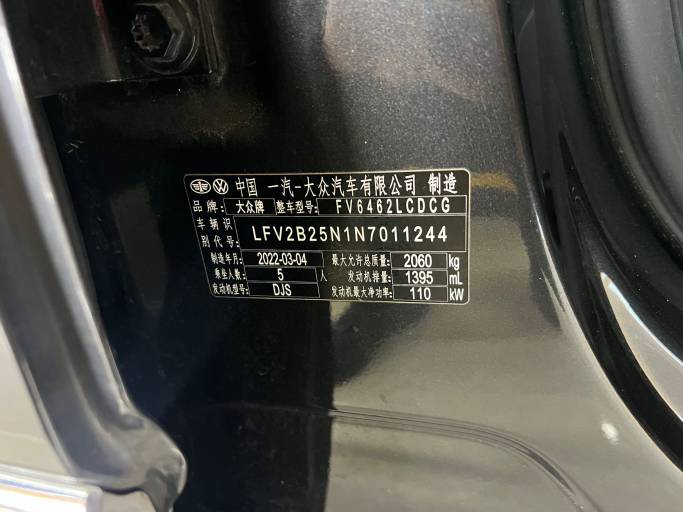 中国 一汽-大众汽车有限公司 制造
品牌: 大众牌 整车型号: FV6462LCDCG
车辆识
别代号: LFV2B25N1N7011244
制造年月: 2022-03-04 最大允许总质量: 2060 kg
乘坐人数: 5 人 发动机排量: 1395 mL
发动机型号: DJS 发动机最大净功率: 110 kW